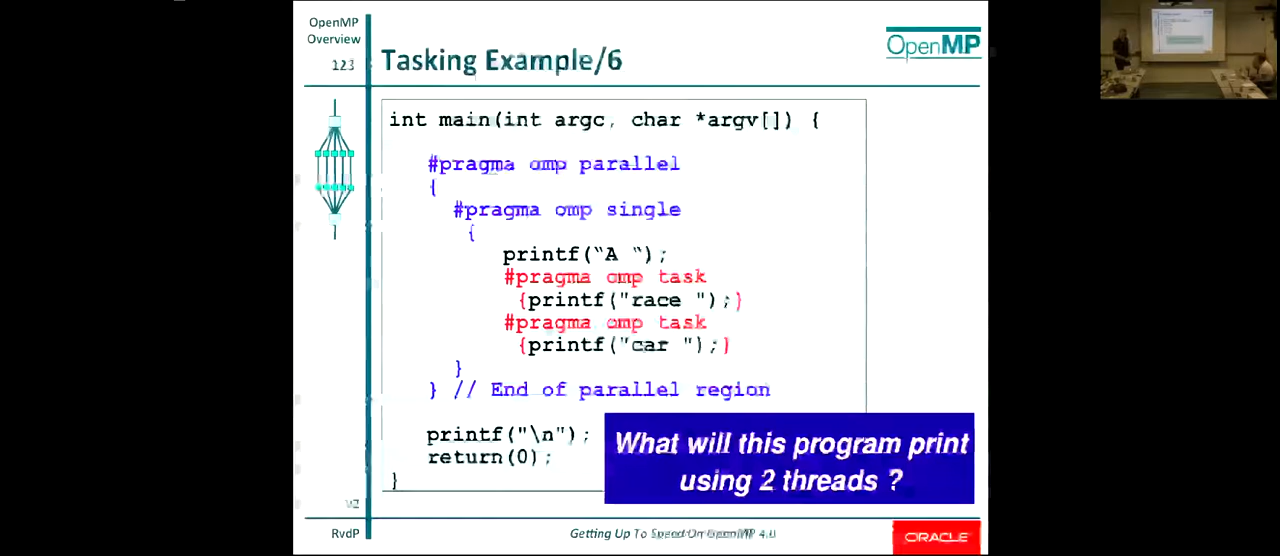 OpenMP
Overview
123
Tasking Example/6
OpenMP
int main(int argc, char *argv[]) {
#pragma omp parallel
{
#pragma omp single
{
printf("A ");
#pragma omp task
{printf("race ");}
#pragma omp task
{printf("car ");}
}
} // End of parallel region
printf("\n");
return(0);
}
What will this program print
using 2 threads ?
RvdP
Getting Up To Speed On OpenMP 4.0
ORACLE